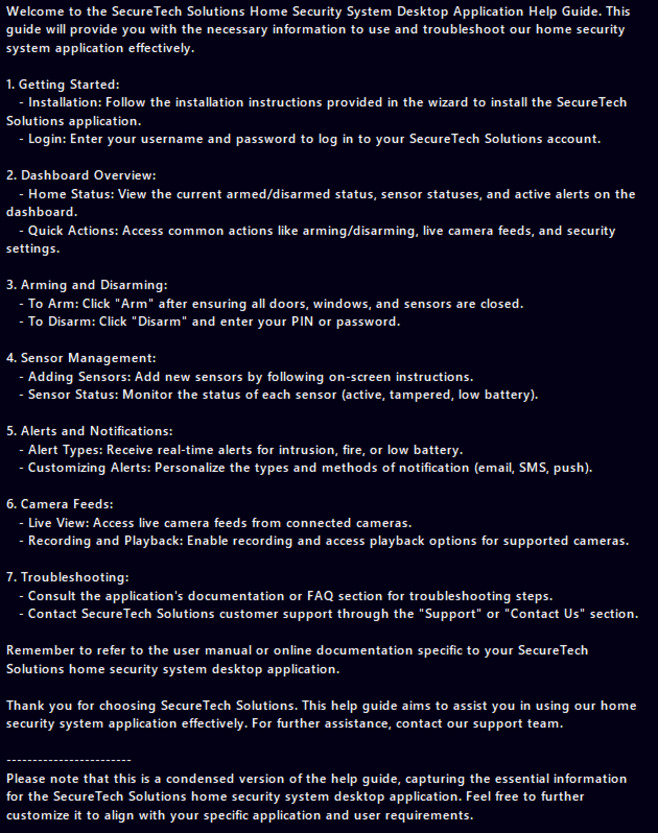 Welcome to the SecureTech Solutions Home Security System Desktop Application Help Guide. This
guide will provide you with the necessary information to use and troubleshoot our home security
system application effectively.

1. Getting Started:
- Installation: Follow the installation instructions provided in the wizard to install the SecureTech
Solutions application.
- Login: Enter your username and password to log in to your SecureTech Solutions account.

2. Dashboard Overview:
- Home Status: View the current armed/disarmed status, sensor statuses, and active alerts on the
dashboard.
- Quick Actions: Access common actions like arming/disarming, live camera feeds, and security
settings.

3. Arming and Disarming:
- To Arm: Click "Arm" after ensuring all doors, windows, and sensors are closed.
- To Disarm: Click "Disarm" and enter your PIN or password.

4. Sensor Management:
- Adding Sensors: Add new sensors by following on-screen instructions.
- Sensor Status: Monitor the status of each sensor (active, tampered, low battery).

5. Alerts and Notifications:
- Alert Types: Receive real-time alerts for intrusion, fire, or low battery.
- Customizing Alerts: Personalize the types and methods of notification (email, SMS, push).

6. Camera Feeds:
- Live View: Access live camera feeds from connected cameras.
- Recording and Playback: Enable recording and access playback options for supported cameras.

7. Troubleshooting:
- Consult the application's documentation or FAQ section for troubleshooting steps.
- Contact SecureTech Solutions customer support through the "Support" or "Contact Us" section.

Remember to refer to the user manual or online documentation specific to your SecureTech
Solutions home security system desktop application.

Thank you for choosing SecureTech Solutions. This help guide aims to assist you in using our home
security system application effectively. For further assistance, contact our support team.

-------------------------
Please note that this is a condensed version of the help guide, capturing the essential information
for the SecureTech Solutions home security system desktop application. Feel free to further
customize it to align with your specific application and user requirements.